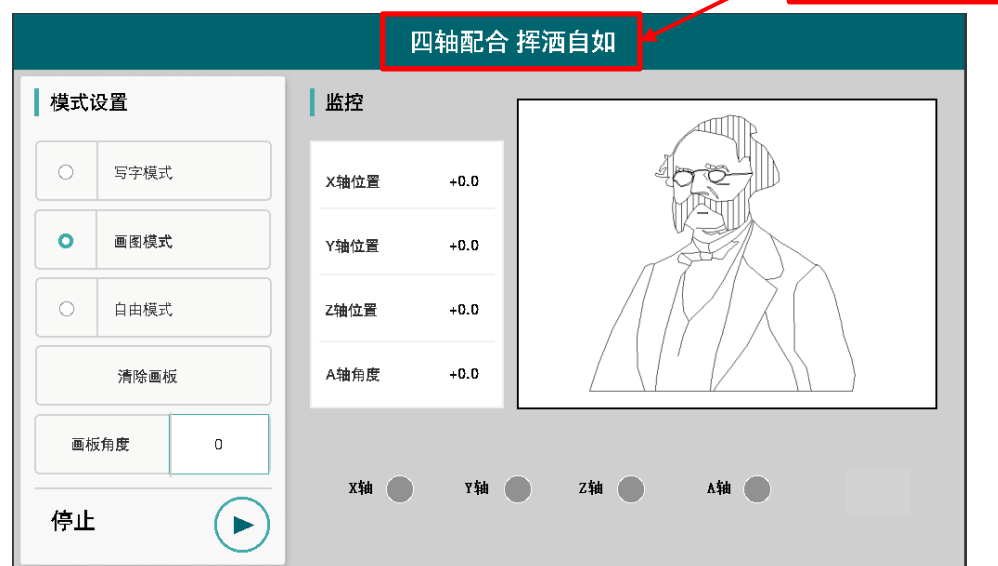 四轴配合 挥洒自如
模式设置
写字模式
画图模式
自由模式
清除画板
画板角度 0
停止
监控
X轴位置 +0.0
Y轴位置 +0.0
Z轴位置 +0.0
A轴角度 +0.0
X轴 Y轴 Z轴 A轴